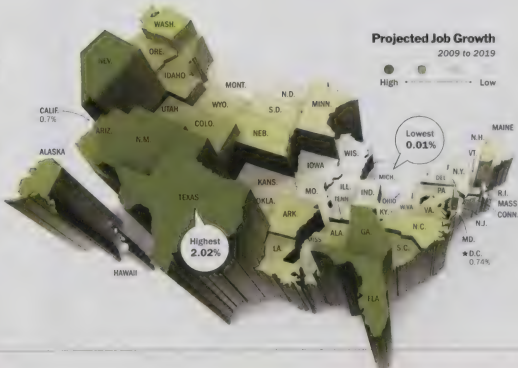 Projected Job Growth
2009 to 2019
High
Low
WASH.
ORE.
NEV.
IDAHO
MONT.
N.D.
MINN.
WYO.
S.D.
UTAH
CALIF.
0.7%
ARIZ.
COLO.
NEB.
WIS.
Lowest
0.01%
MAINE
N.H.
VT
N.Y.
MICH.
IOWA
N.M.
ALASKA
KANS.
MO.
ILL
IND.
OHIO
PA
DEL
R.I.
MASS
CONN.
N.J.
TENN
KY.
W.VA
VA.
MD.
★D.C.
0.74%
TEXAS
OKLA.
ARK
N.C.
Highest
2.02%
LA.
MISS
ALA
GA.
S.C.
HAWAII
FLA